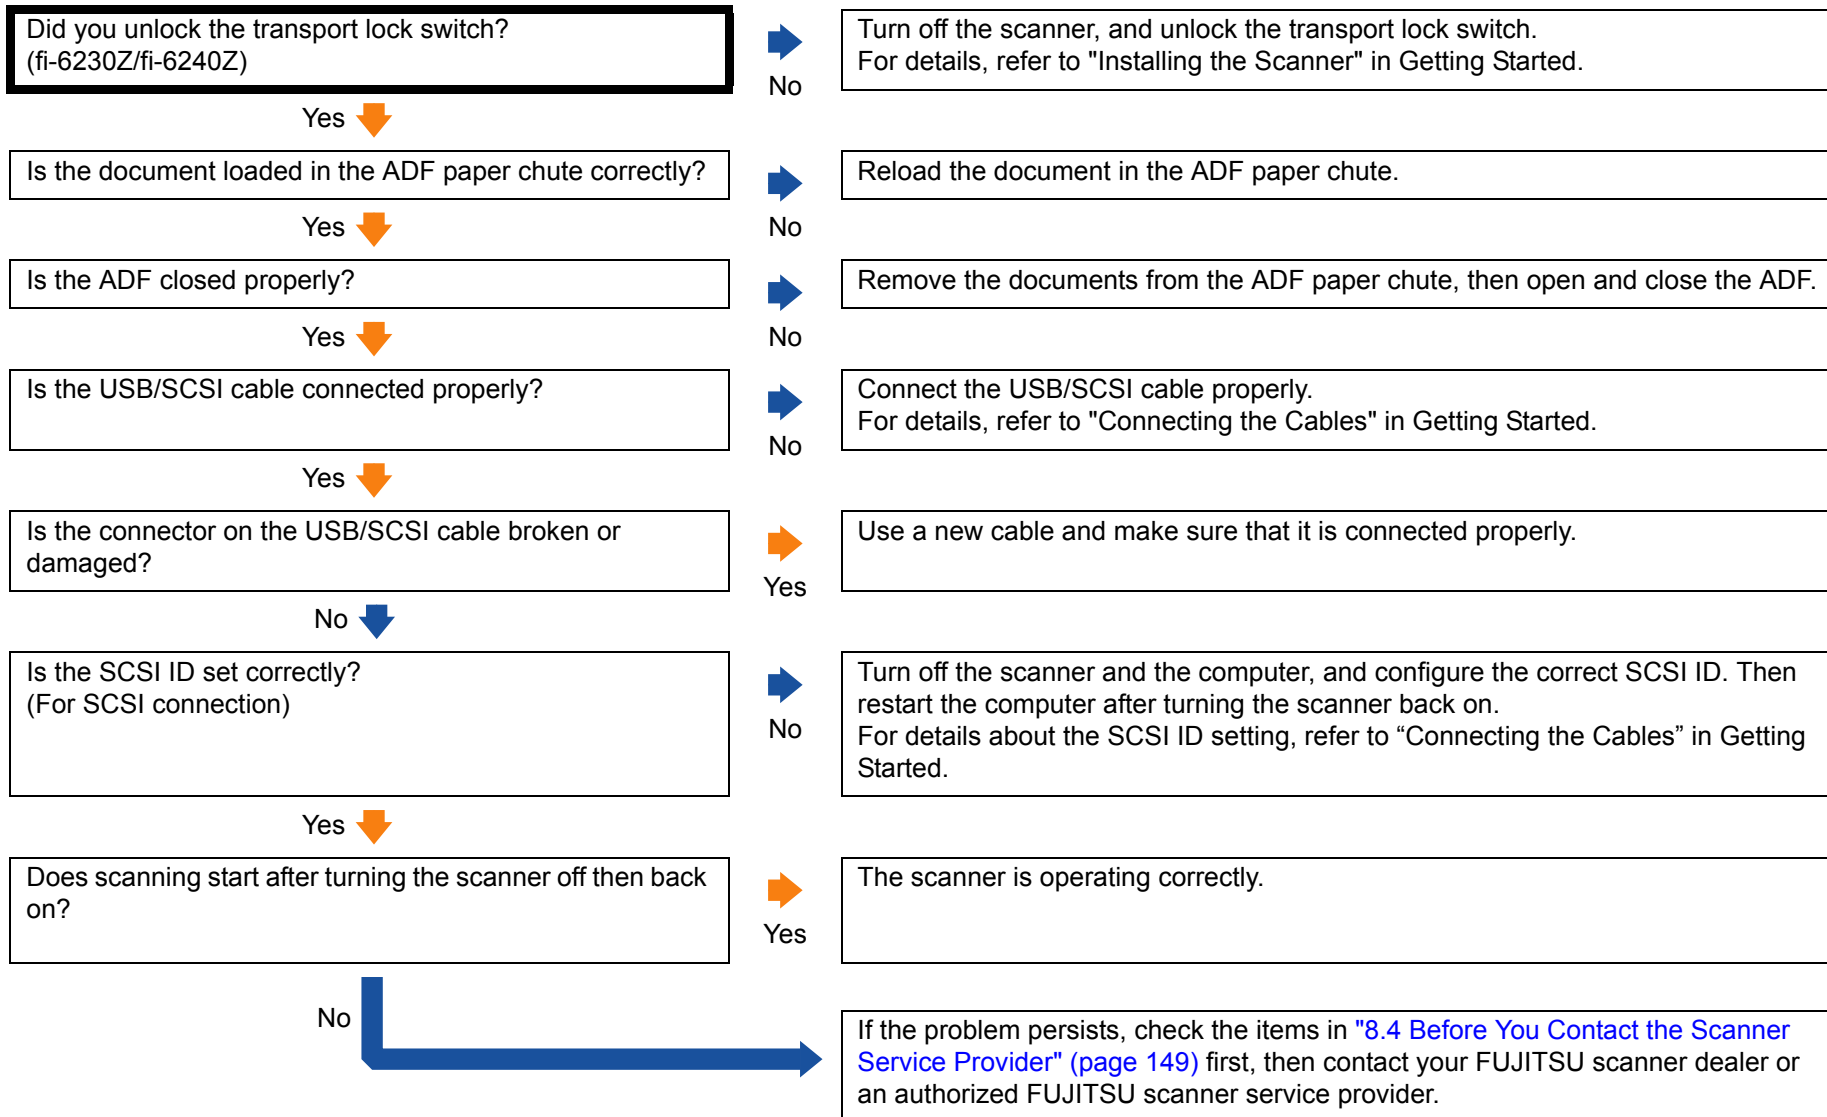 Did you unlock the transport lock switch?
(fi-6230Z/fi-6240Z)
No
Turn off the scanner, and unlock the transport lock switch.
For details, refer to "Installing the Scanner" in Getting Started.
Yes
Is the document loaded in the ADF paper chute correctly?
No
Reload the document in the ADF paper chute.
Yes
Is the ADF closed properly?
No
Remove the documents from the ADF paper chute, then open and close the ADF.
Yes
Is the USB/SCSI cable connected properly?
No
Connect the USB/SCSI cable properly.
For details, refer to "Connecting the Cables" in Getting Started.
Yes
Is the connector on the USB/SCSI cable broken or
damaged?
Yes
Use a new cable and make sure that it is connected properly.
No
Is the SCSI ID set correctly?
(For SCSI connection)
No
Turn off the scanner and the computer, and configure the correct SCSI ID. Then
restart the computer after turning the scanner back on.
For details about the SCSI ID setting, refer to “Connecting the Cables” in Getting
Started.
Yes
Does scanning start after turning the scanner off then back
on?
Yes
The scanner is operating correctly.
No
If the problem persists, check the items in "8.4 Before You Contact the Scanner
Service Provider" (page 149) first, then contact your FUJITSU scanner dealer or
an authorized FUJITSU scanner service provider.